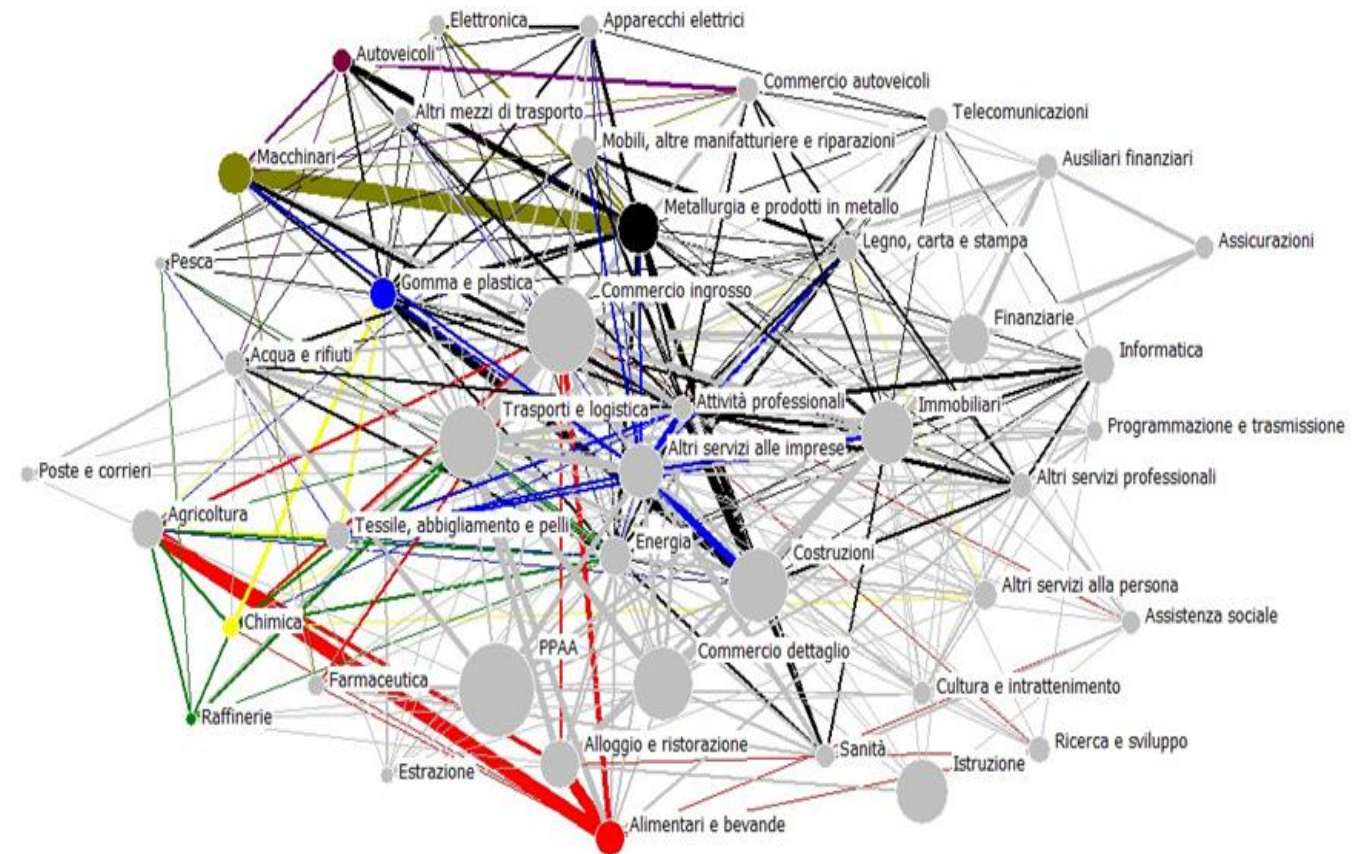 Elettronica
Apparecchi elettrici
Autoveicoli
Commercio autoveicoli
Altri mezzi di trasporto
Telecomunicazioni
Mobili, altre manifatturiere e riparazioni
Macchinari
Ausiliari finanziari
Metallurgia e prodotti in metallo
Legno, carta e stampa
Assicurazioni
Pesca
Gomma e plastica
Commercio ingrosso
Finanziarie
Acqua e rifiuti
Informatica
Attività professionali
Immobiliari
Trasporti e logistica
Programmazione e trasmissione
Altri servizi alle imprese
Poste e corrieri
Altri servizi professionali
Agricoltura
Tessile, abbigliamento e pelli
Energia
Costruzioni
Altri servizi alla persona
Assistenza sociale
Chimica
PPAA
Commercio dettaglio
Farmaceutica
Cultura e intrattenimento
Raffinerie
Alloggio e ristorazione
Sanità
Ricerca e sviluppo
Istruzione
Estrazione
Alimentari e bevande